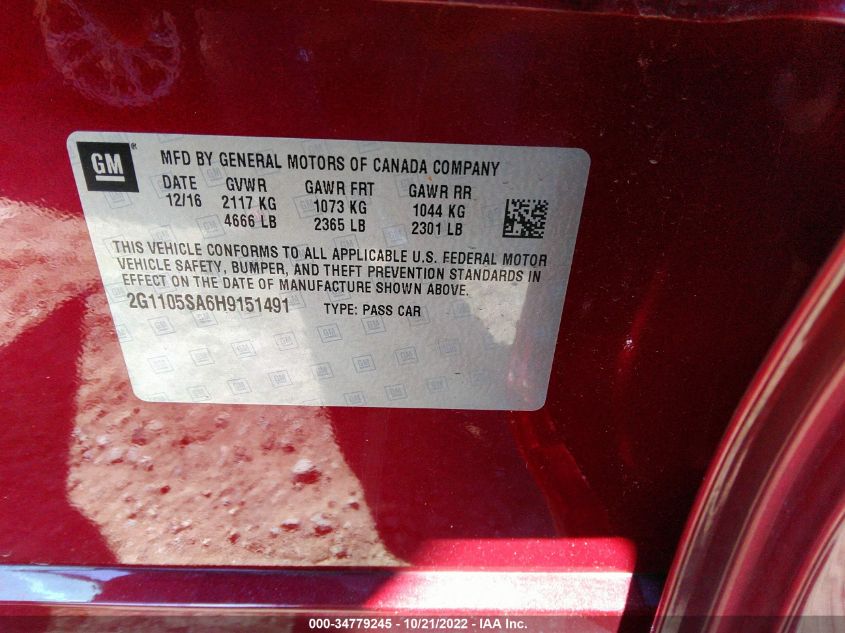 GM ® MFD BY GENERAL MOTORS OF CANADA COMPANY
DATE GVWR GAWR FRT GAWR RR
12/16 2117 KG 1073 KG 1044 KG
4666 LB 2365 LB 2301 LB
THIS VEHICLE CONFORMS TO ALL APPLICABLE U.S. FEDERAL MOTOR
VEHICLE SAFETY, BUMPER, AND THEFT PREVENTION STANDARDS IN
EFFECT ON THE DATE OF MANUFACTURE SHOWN ABOVE.
2G1105SA6H9151491 TYPE: PASS CAR
000-34779245 - 10/21/2022 - IAA Inc.